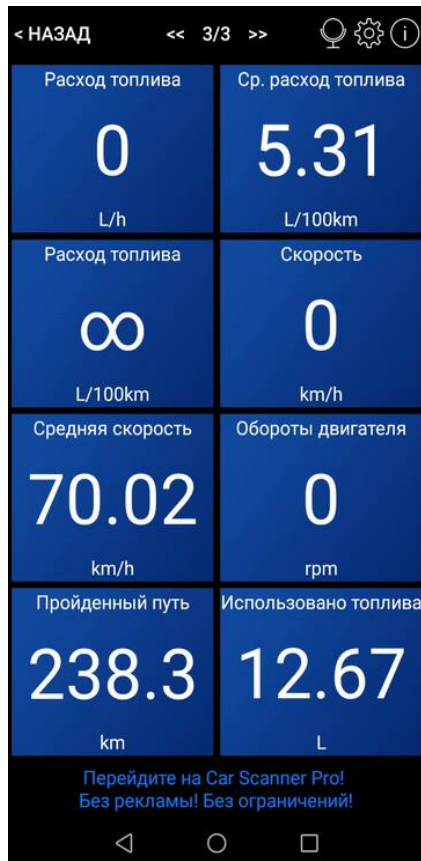 < НАЗАД << 3/3 >>
Расход топлива
0
L/h
Ср. расход топлива
5.31
L/100km
Расход топлива
∞
L/100km
Скорость
0
km/h
Средняя скорость
70.02
km/h
Обороты двигателя
0
rpm
Пройденный путь
238.3
km
Использовано топлива
12.67
L
Перейдите на Car Scanner Pro!
Без рекламы! Без ограничений!